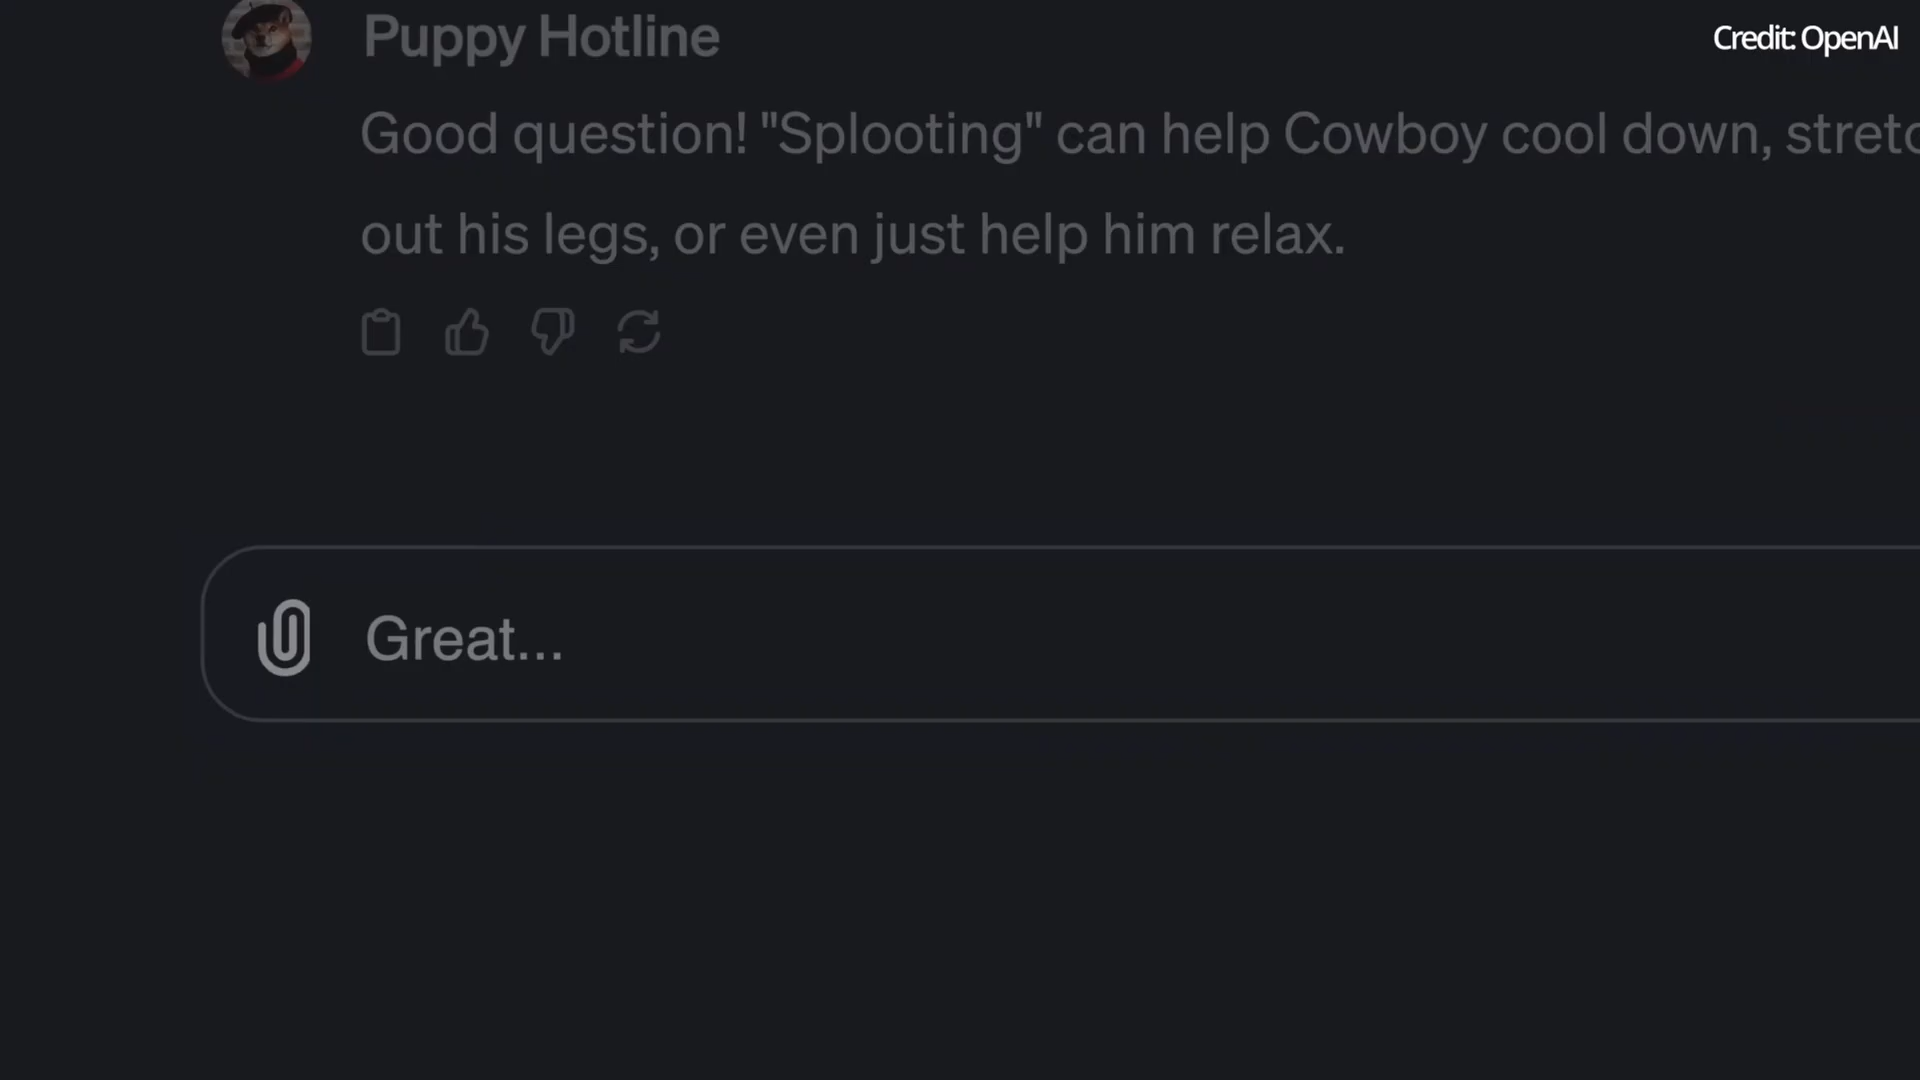 Puppy Hotline
Credit: OpenAI
Good question! "Splooting" can help Cowboy cool down, stretc
out his legs, or even just help him relax.
Great...